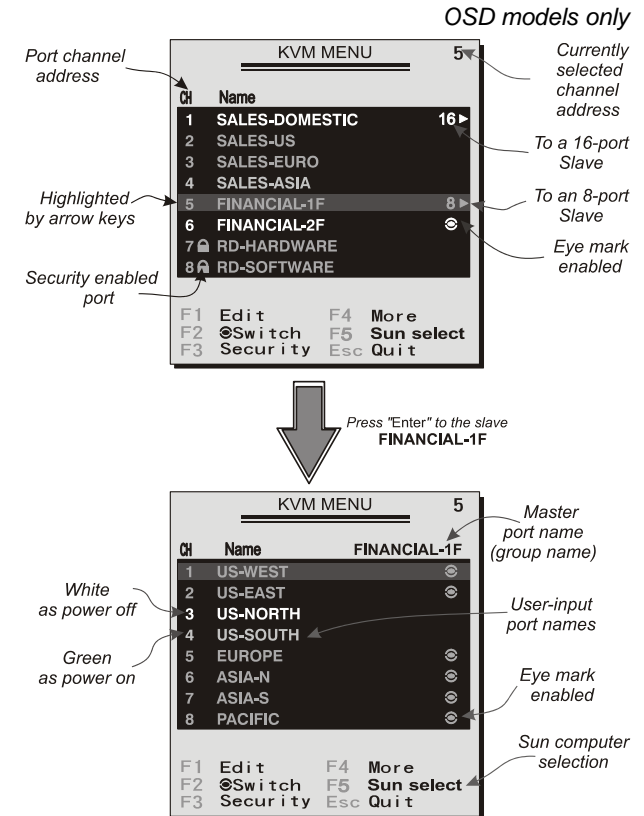 OSD models only
Port channel
address
KVM MENU 5
Currently
selected
channel
address
CH Name
1 SALES-DOMESTIC 16
2 SALES-US
3 SALES-EURO
4 SALES-ASIA
5 FINANCIAL-1F 8
6 FINANCIAL-2F
7 RD-HARDWARE
8 RD-SOFTWARE
To a 16-port
Slave
Highlighted
by arrow keys
To an 8-port
Slave
Eye mark
enabled
Security enabled
port
F1 Edit F4 More
F2 Switch F5 Sun select
F3 Security Esc Quit
Press "Enter" to the slave
FINANCIAL-1F
KVM MENU 5
Master
port name
(group name)
CH Name FINANCIAL-1F
1 US-WEST
2 US-EAST
3 US-NORTH
4 US-SOUTH
5 EUROPE
6 ASIA-N
7 ASIA-S
8 PACIFIC
White
as power off
User-input
port names
Green
as power on
Eye mark
enabled
Sun computer
selection
F1 Edit F4 More
F2 Switch F5 Sun select
F3 Security Esc Quit